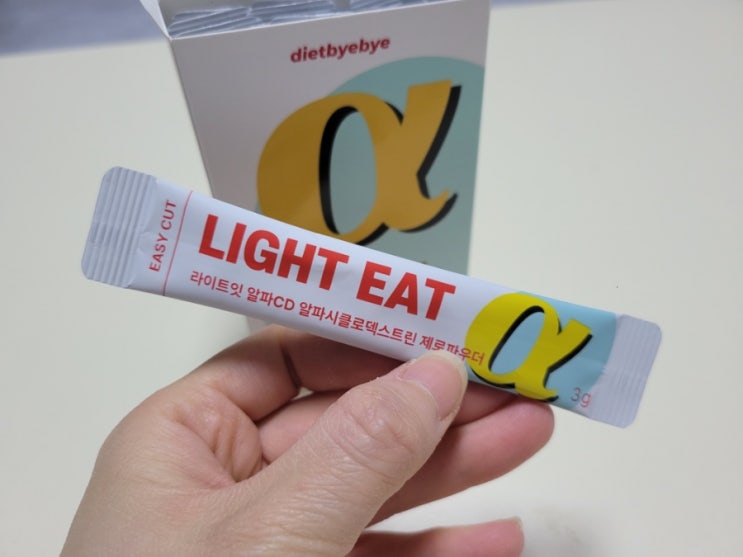 dietbyebye
α
EASY CUT
LIGHT EAT
라이트잇 알파CD 알파시클로덱스트린 제로파우더
α
3g